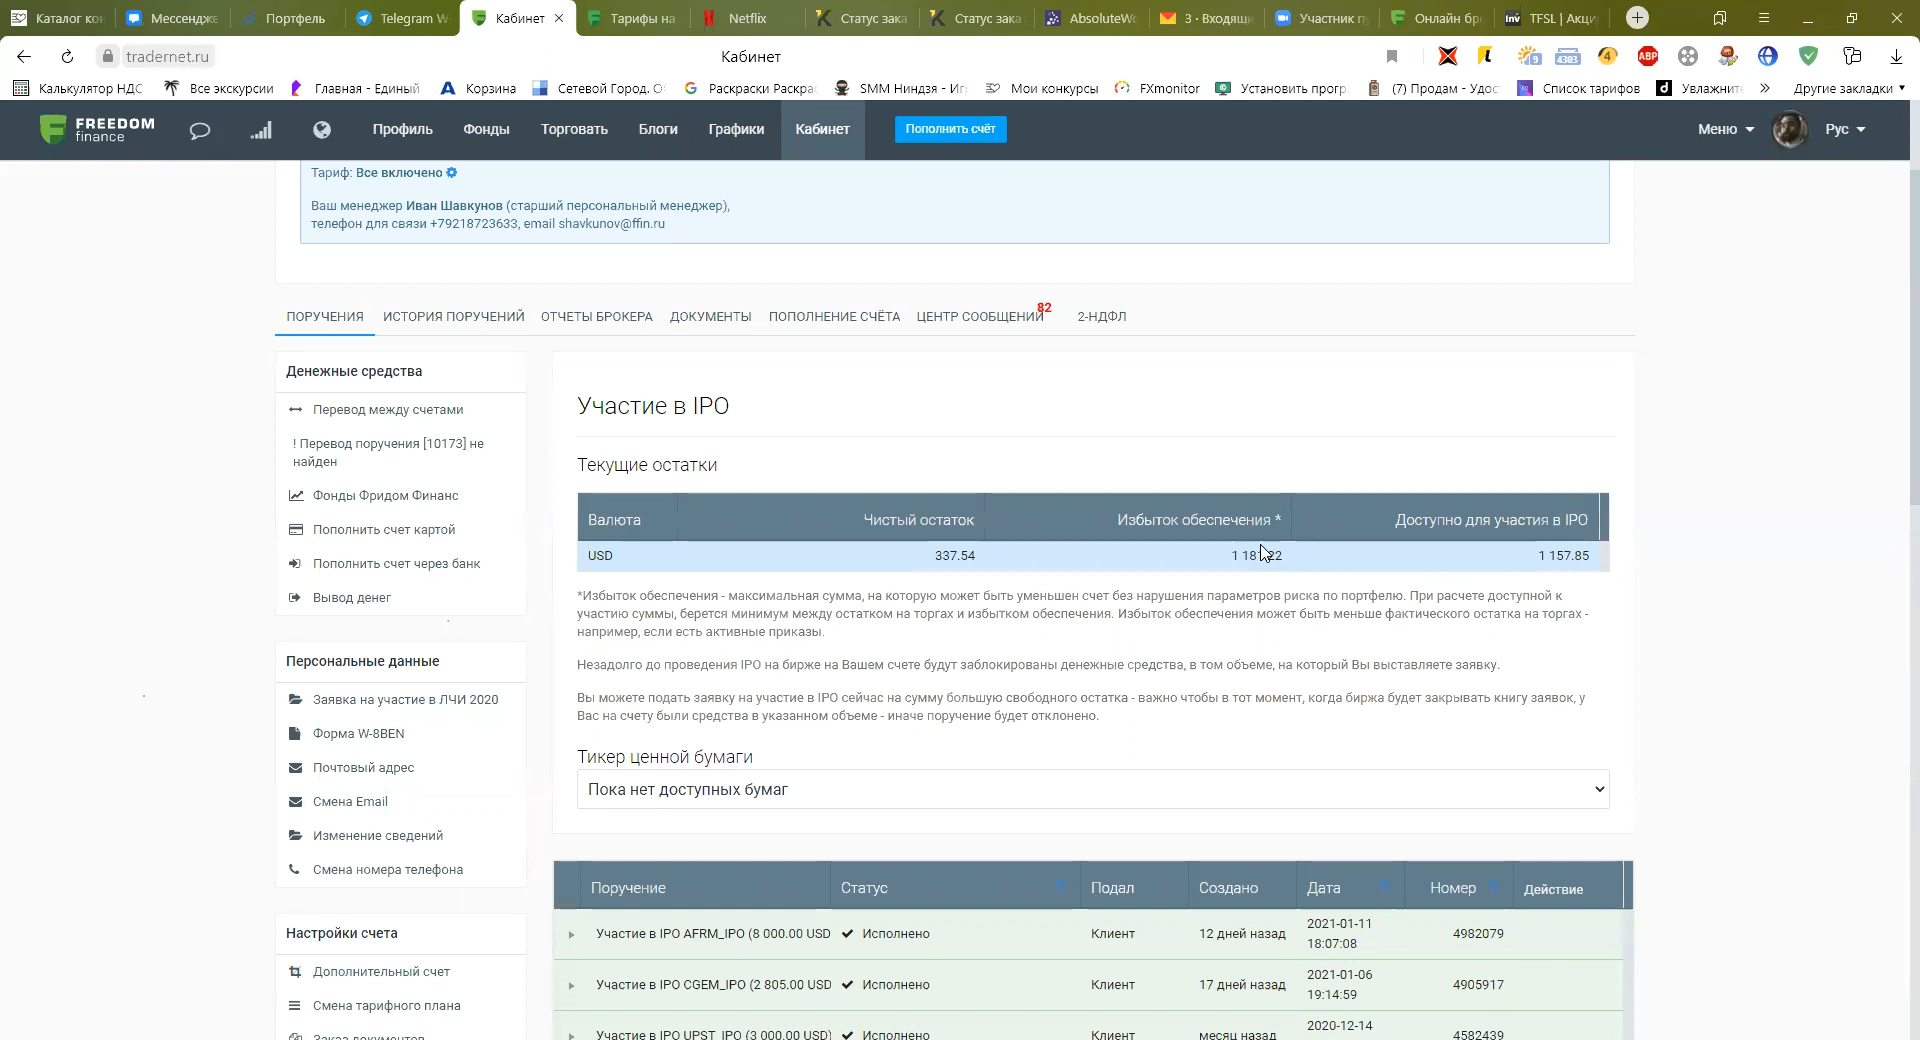 Каталог кон
Мессендже
Портфель
Telegram W
Кабинет
Тарифы на
Netflix
Статус зака
Статус зака
AbsoluteWo
3 · Входящи
Участник пу
Онлайн бр
TFSL | Акци
tradernet.ru
Кабинет
Калькулятор НДС
Все экскурсии
Главная - Единый
Корзина
Сетевой Город. О
Раскраски Раскрас
SMM Ниндзя - Иг
Мои конкурсы
FXmonitor
Установить прогр
(7) Продам - Удос
Список тарифов
Увлажните
Другие закладки
FREEDOM
finance
Профиль
Фонды
Торговать
Блоги
Графики
Кабинет
Пополнить счёт
Меню
Рус
Тариф: Все включено
Ваш менеджер Иван Шавкунов (старший персональный менеджер),
телефон для связи +79218723633, email shavkunov@ffin.ru
ПОРУЧЕНИЯ
ИСТОРИЯ ПОРУЧЕНИЙ
ОТЧЕТЫ БРОКЕРА
ДОКУМЕНТЫ
ПОПОЛНЕНИЕ СЧЁТА
ЦЕНТР СООБЩЕНИЙ 82
2-НДФЛ
Денежные средства
Перевод между счетами
! Перевод поручения [10173] не
найден
Фонды Фридом Финанс
Пополнить счет картой
Пополнить счет через банк
Вывод денег
Персональные данные
Заявка на участие в ЛЧИ 2020
Форма W-8BEN
Почтовый адрес
Смена Email
Изменение сведений
Смена номера телефона
Настройки счета
Дополнительный счет
Смена тарифного плана
Заказ документов
Участие в IPO
Текущие остатки
Валюта Чистый остаток Избыток обеспечения * Доступно для участия в IPO
USD 337.54 1 157.85
*Избыток обеспечения - максимальная сумма, на которую может быть уменьшен счет без нарушения параметров риска по портфелю. При расчете доступной к
участию суммы, берется минимум между остатком на торгах и избытком обеспечения. Избыток обеспечения может быть меньше фактического остатка на торгах -
например, если есть активные приказы.
Незадолго до проведения IPO на бирже на Вашем счете будут заблокированы денежные средства, в том объеме, на который Вы выставляете заявку.
Вы можете подать заявку на участие в IPO сейчас на сумму большую свободного остатка - важно чтобы в тот момент, когда биржа будет закрывать книгу заявок, у
Вас на счету были средства в указанном объеме - иначе поручение будет отклонено.
Тикер ценной бумаги
Пока нет доступных бумаг
Поручение Статус Подал Создано Дата Номер Действие
Участие в IPO AFRM_IPO (8 000.00 USD Исполнено Клиент 12 дней назад 2021-01-11 18:07:08 4982079
Участие в IPO CGEM_IPO (2 805.00 USD Исполнено Клиент 17 дней назад 2021-01-06 19:14:59 4905917
Участие в IPO UPST_IPO (3 000.00 USD) Исполнено Клиент месяц назад 2020-12-14 4582439